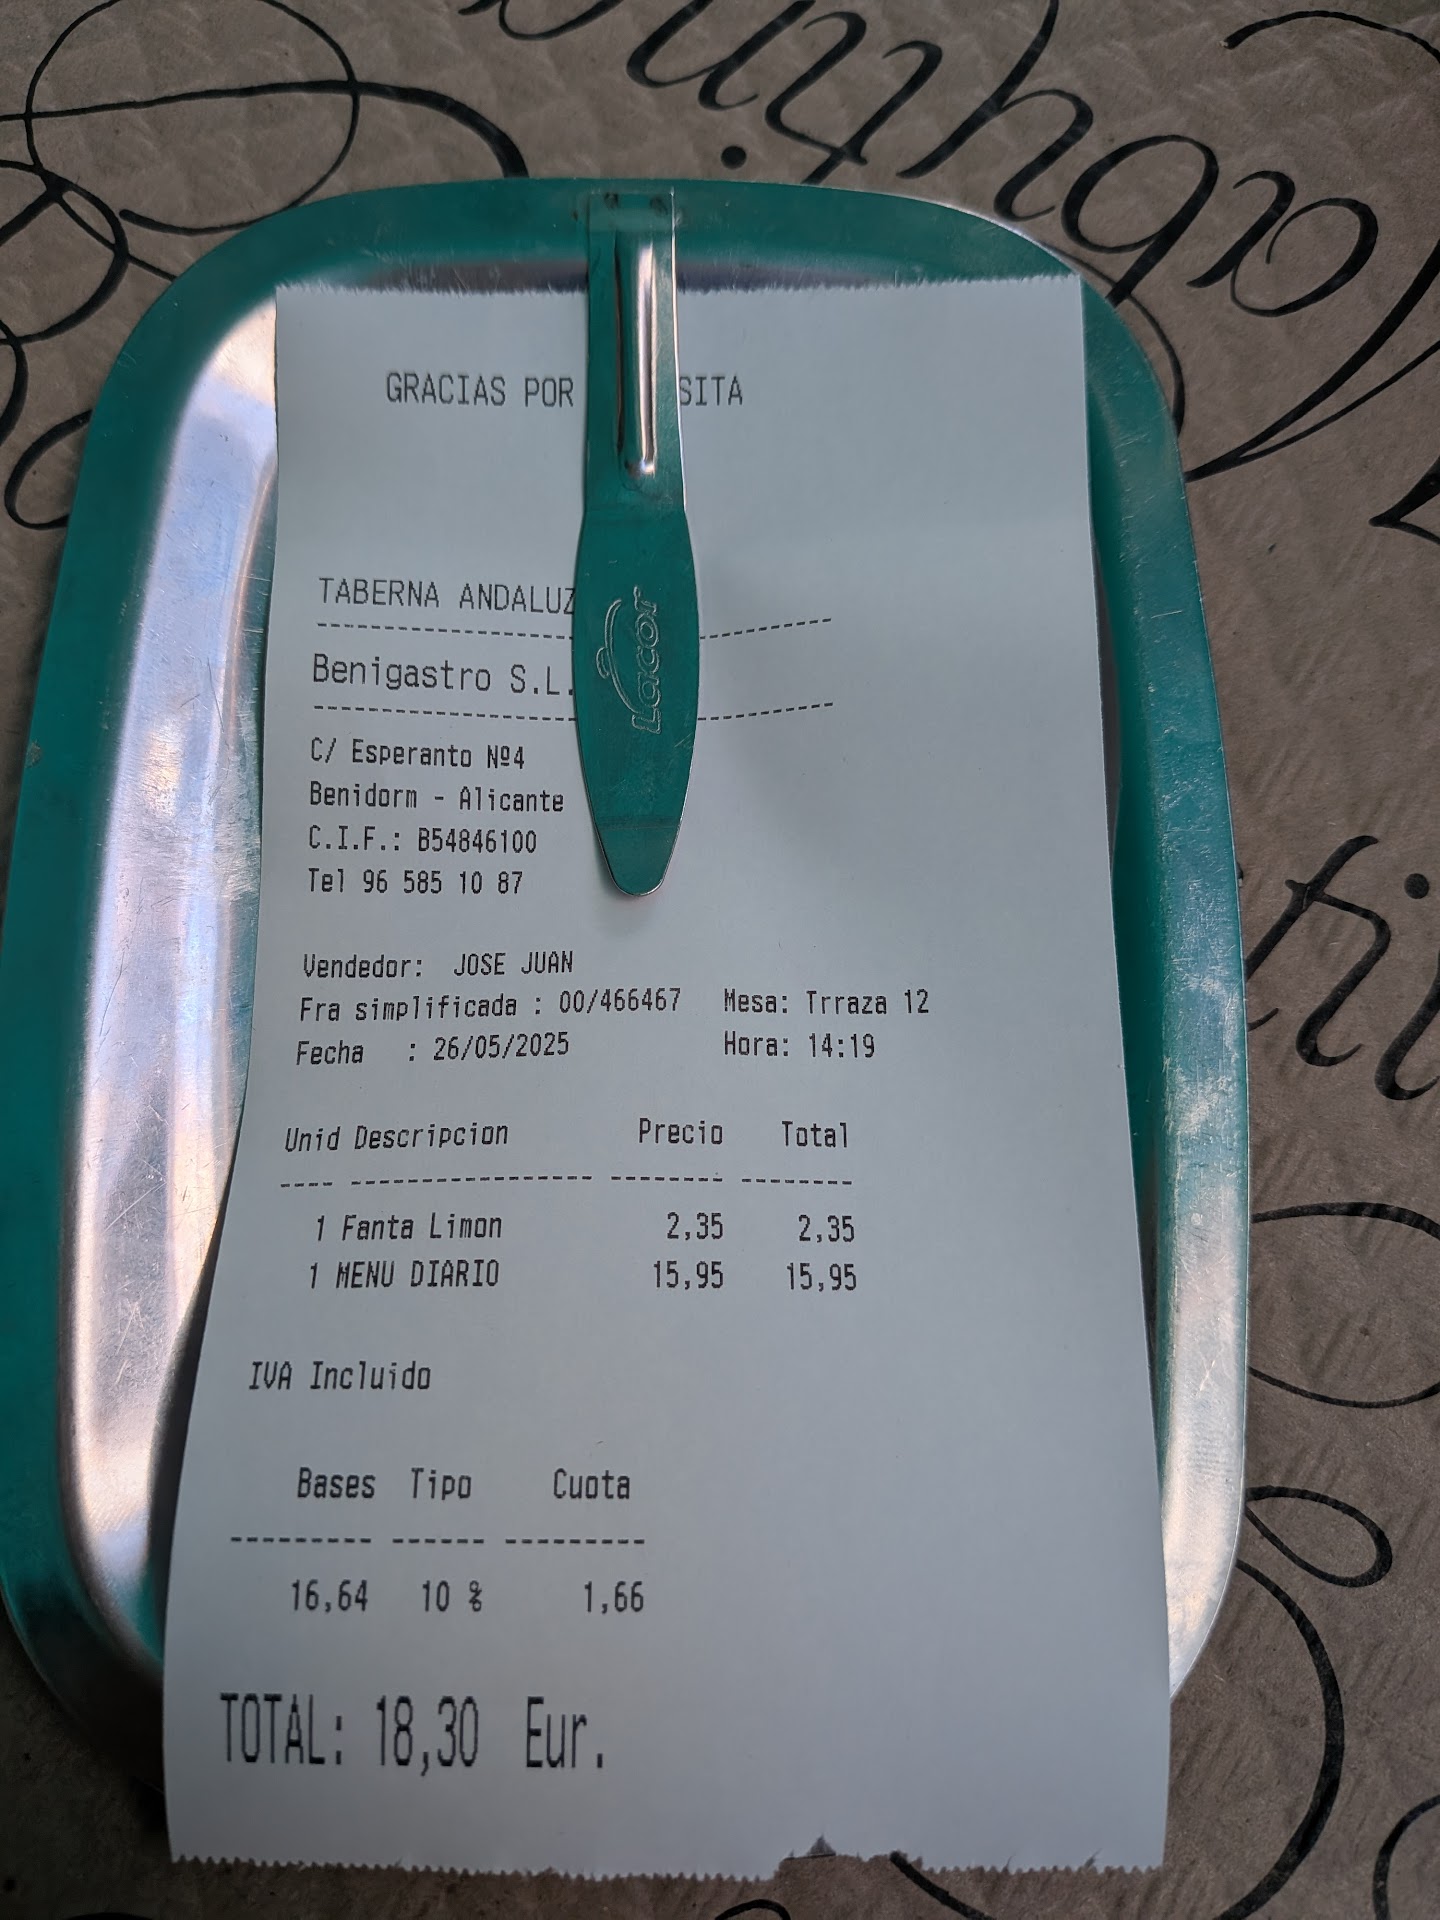 GRACIAS POR SITA
TABERNA ANDALUZ
Benigastro S.L.
Lacor
C/ Esperanto Nº4
Benidorm - Alicante
C.I.F.: B54846100
Tel 96 585 10 87
Vendedor: JOSE JUAN
Fra simplificada : 00/466467 Mesa: Trraza 12
Fecha : 26/05/2025 Hora: 14:19
Unid Descripcion Precio Total
1 Fanta Limon 2,35 2,35
1 MENU DIARIO 15,95 15,95
IVA Incluido
Bases Tipo Cuota
16,64 10 % 1,66
TOTAL: 18,30 Eur.